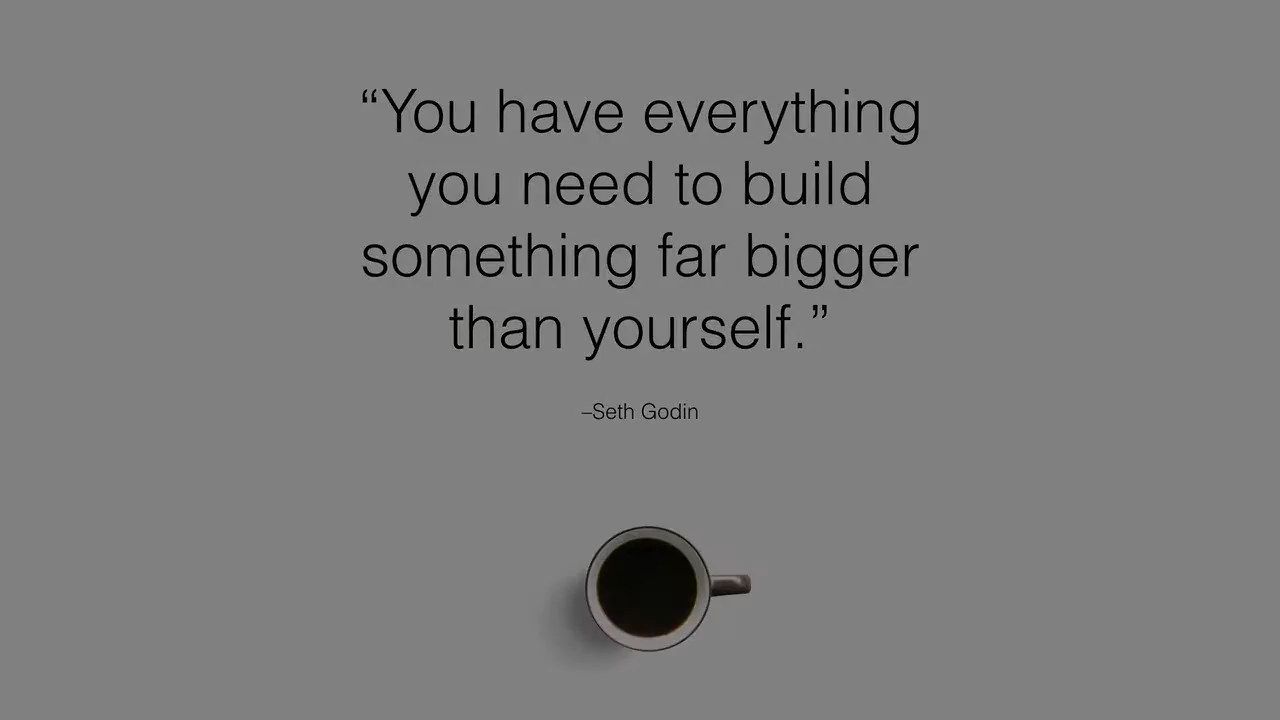 “You have everything
you need to build
something far bigger
than yourself.”
–Seth Godin